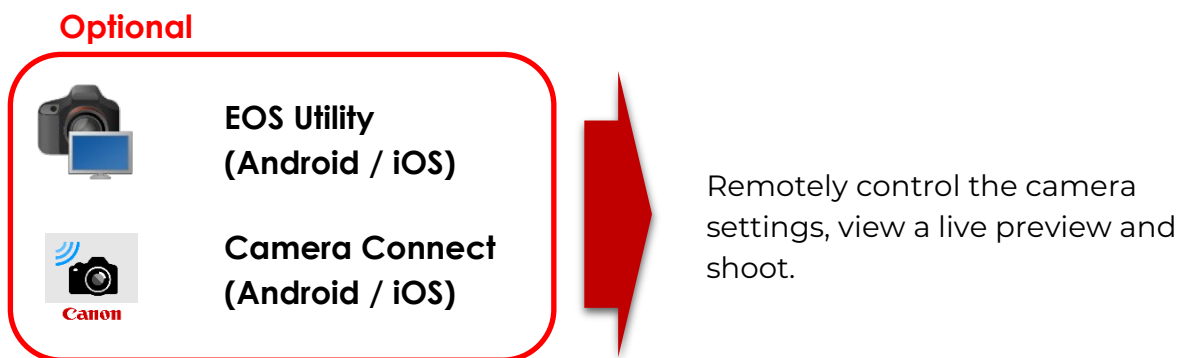 Optional
EOS Utility
(Android / iOS)
Camera Connect
(Android / iOS)
Canon
Remotely control the camera
settings, view a live preview and
shoot.